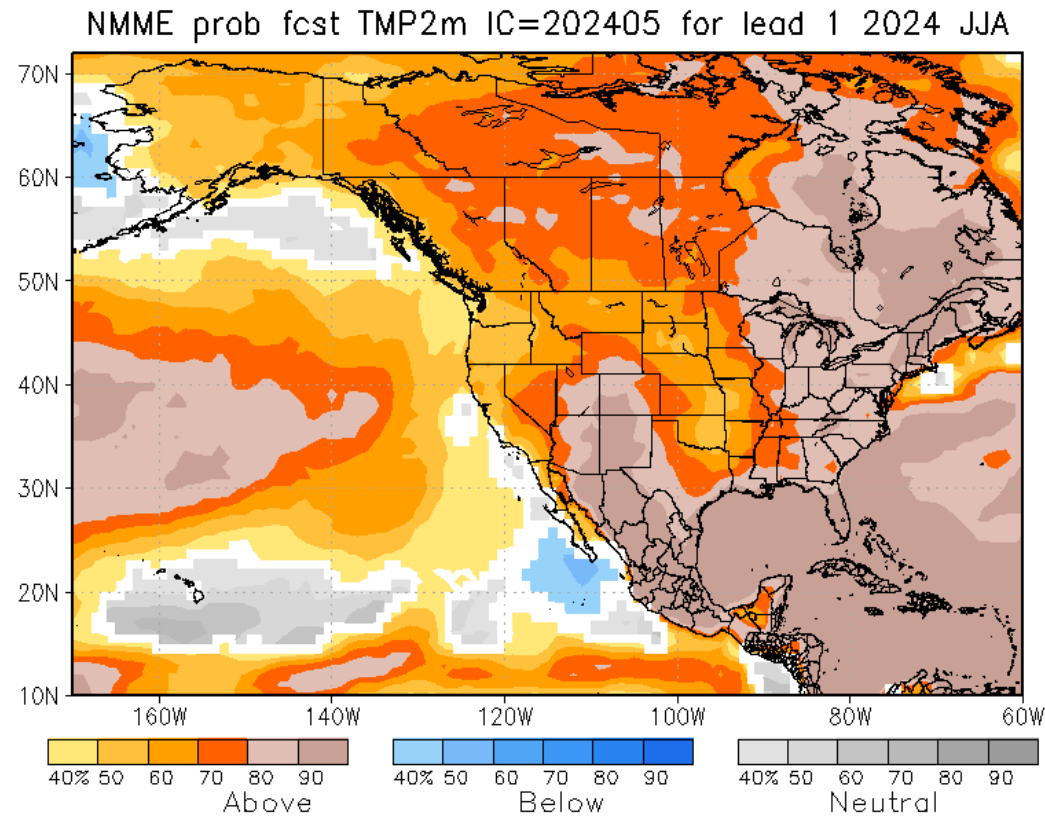 NMME prob fcst TMP2m IC=202405 for lead 1 2024 JJA
70N
60N
50N
40N
30N
20N
10N
160W 140W 120W 100W 80W 60W
40% 50 60 70 80 90 40% 50 60 70 80 90 40% 50 60 70 80 90
Above Below Neutral